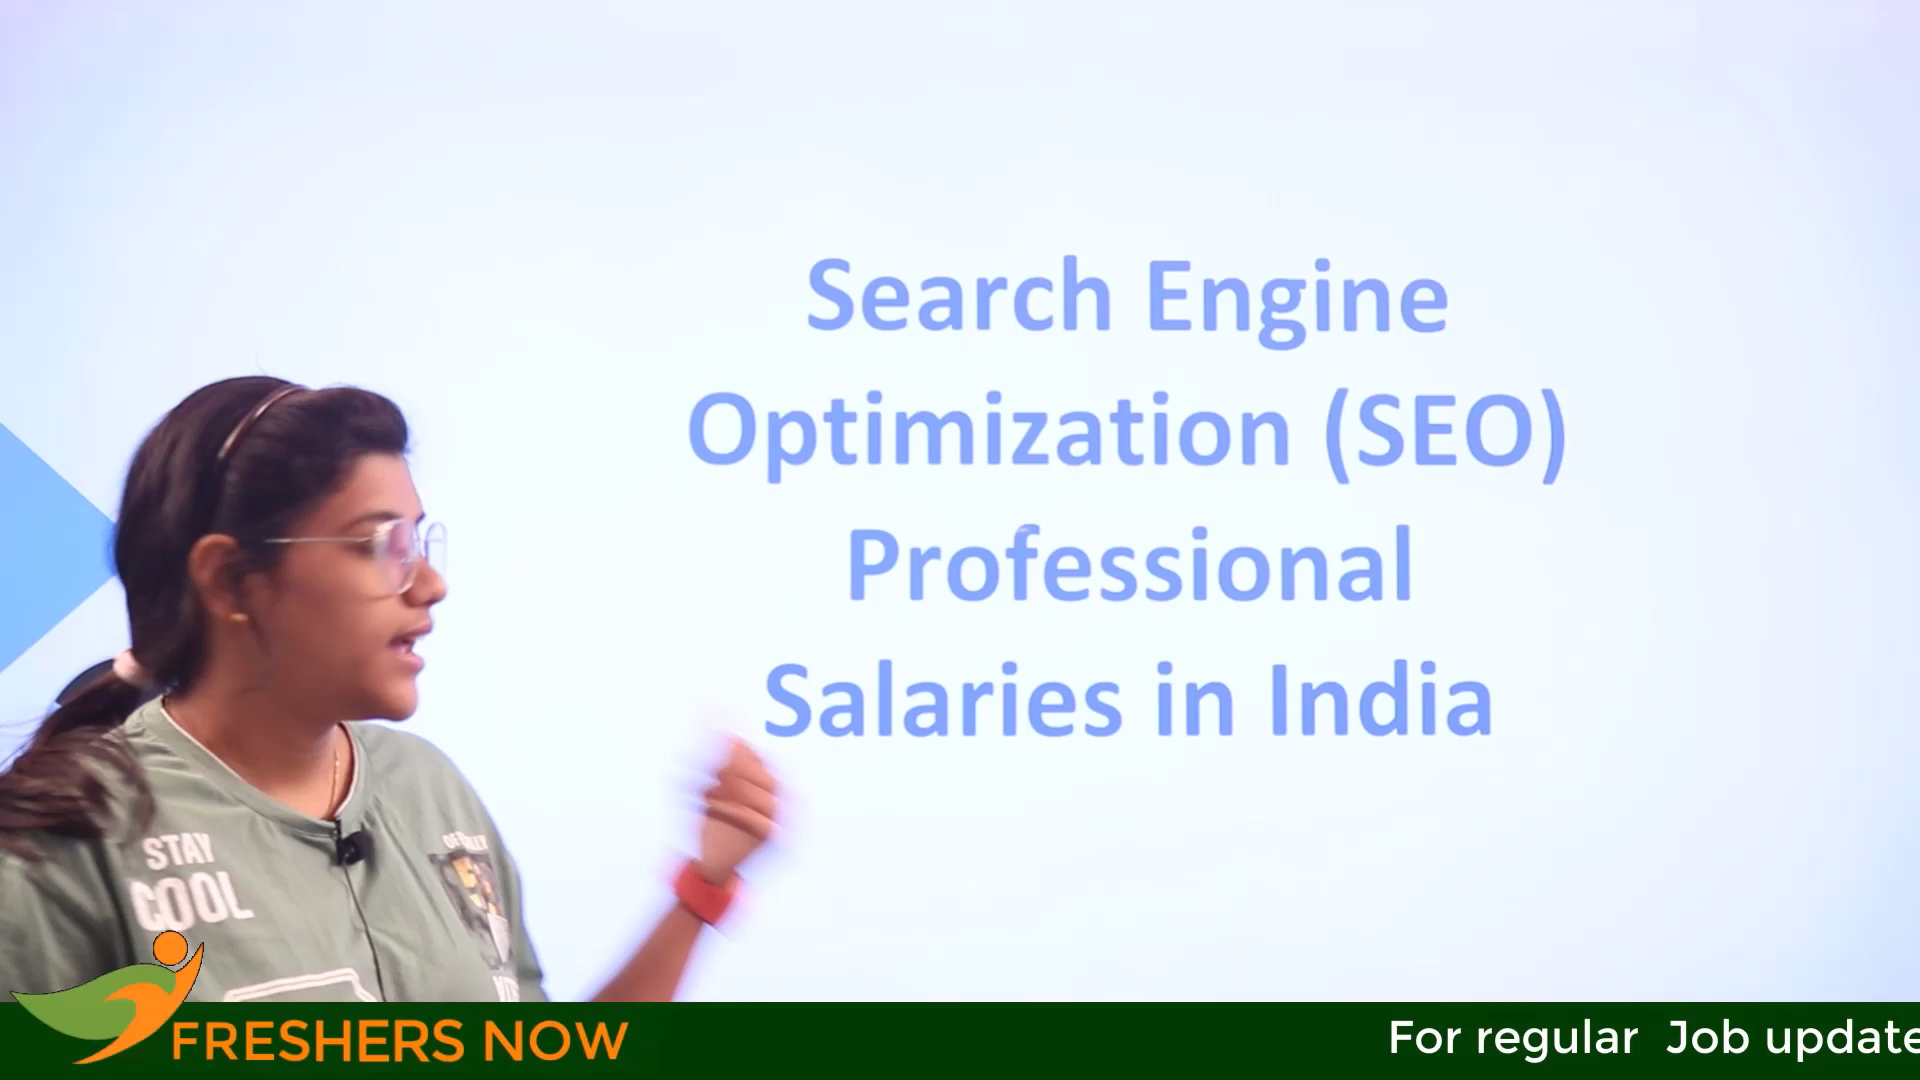 Search Engine
Optimization (SEO)
Professional
Salaries in India
STAY
COOL
FRESHERS NOW
For regular Job update